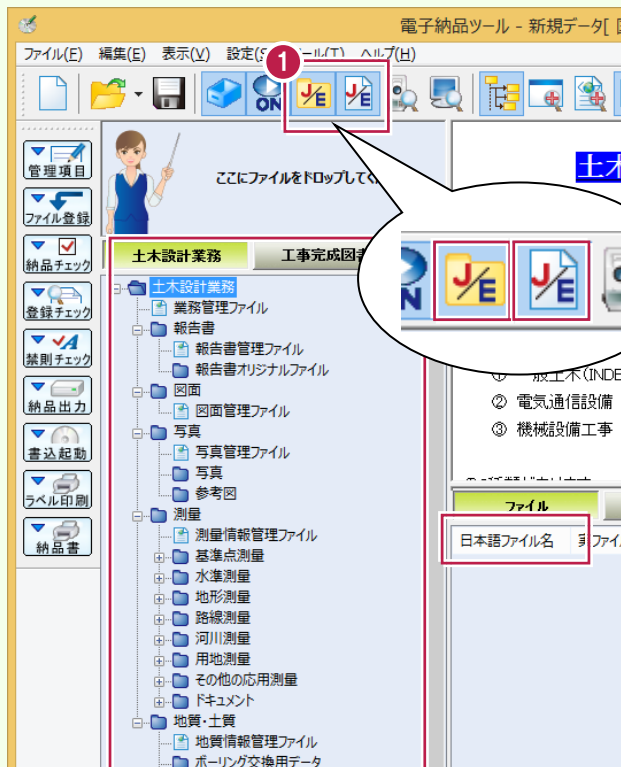 電子納品ツール - 新規データ[
ファイル(F) 編集(E) 表示(V) 設定(S ール(T) ヘルプ(H)
1
ON J/E J/E
管理項目
ファイル登録
納品チェック
登録チェック
禁則チェック
納品出力
書込起動
ラベル印刷
納品書
ここにファイルをドロップしてく
土木設計業務 工事完成図書
土木設計業務
業務管理ファイル
報告書
報告書管理ファイル
報告書オリジナルファイル
図面
図面管理ファイル
写真
写真管理ファイル
写真
参考図
測量
測量情報管理ファイル
基準点測量
水準測量
地形測量
路線測量
河川測量
用地測量
その他の応用測量
ドキュメント
地質・土質
地質情報管理ファイル
ボーリング交換用データ
土木
N J/E J/E
① 一般土木(INDE
② 電気通信設備
③ 機械設備工事
ファイル
日本語ファイル名 実ファイル